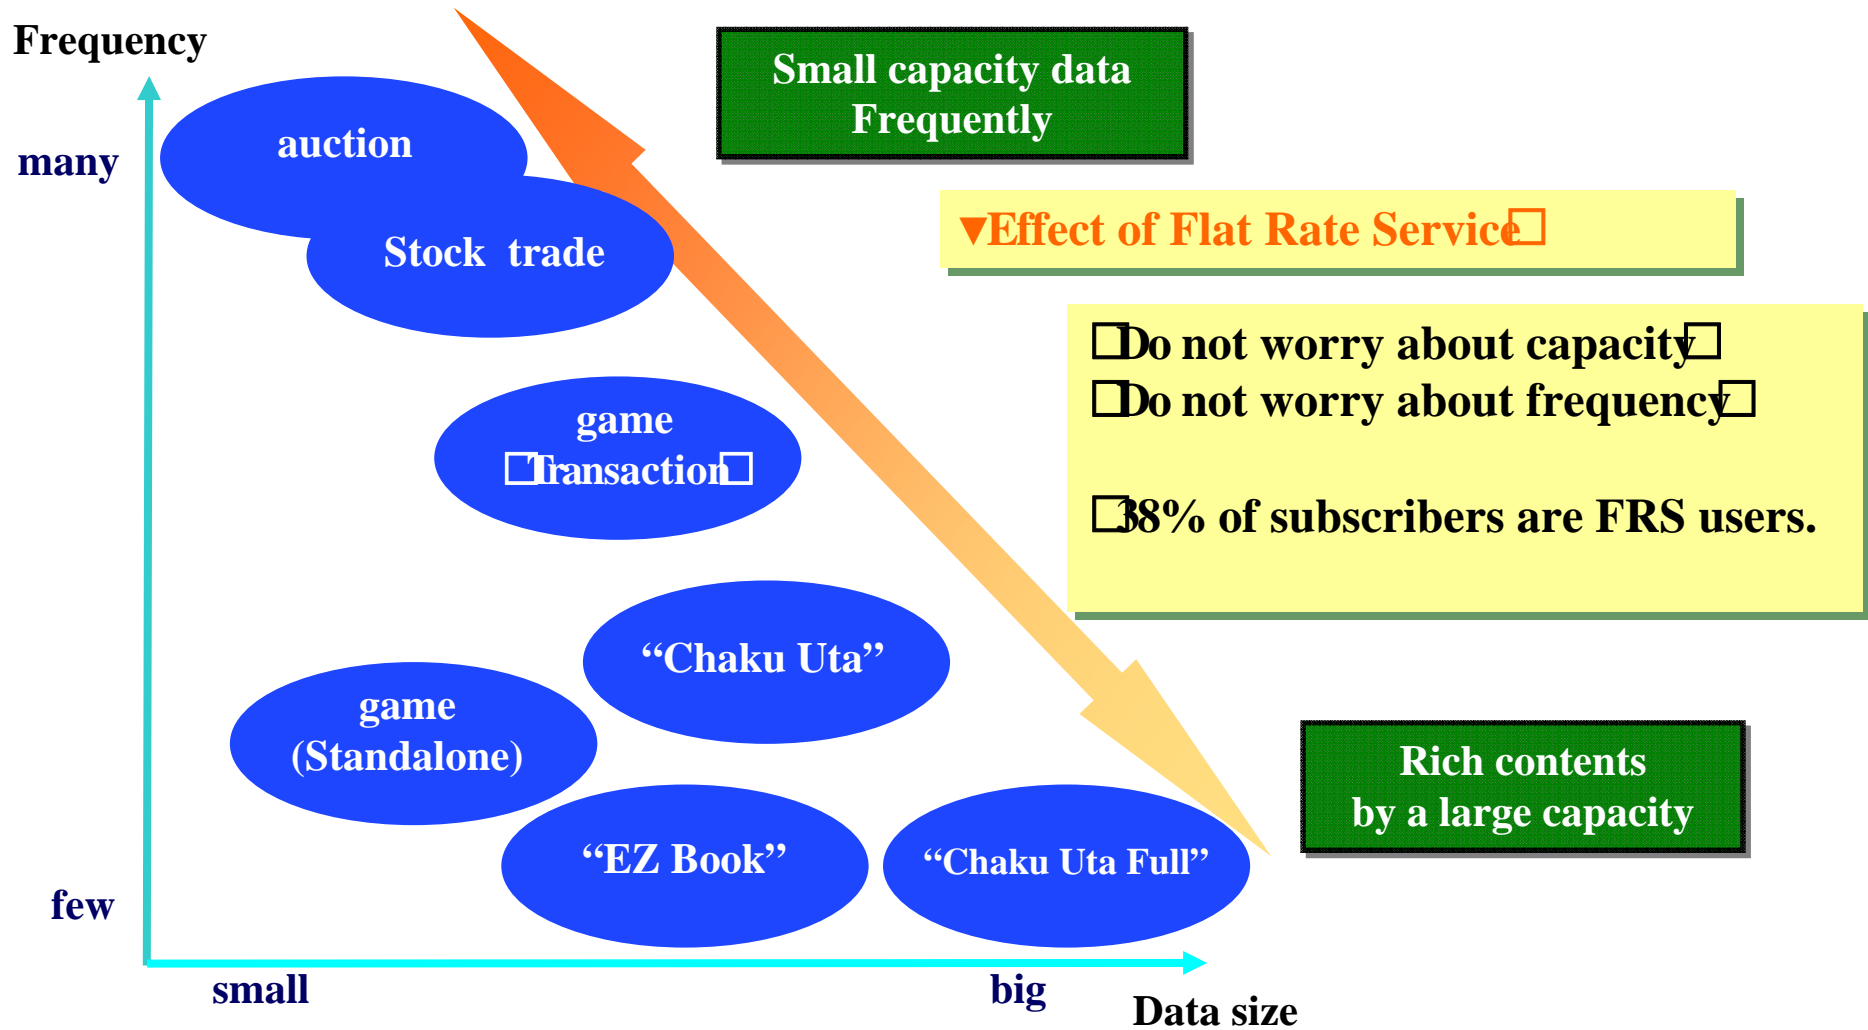 Frequency
many
few
small
big
Data size
auction
Stock trade
game
□Transaction□
“Chaku Uta”
game
(Standalone)
“EZ Book”
“Chaku Uta Full”
Small capacity data
Frequently
▼Effect of Flat Rate Service□
□Do not worry about capacity□
□Do not worry about frequency□
□38% of subscribers are FRS users.
Rich contents
by a large capacity